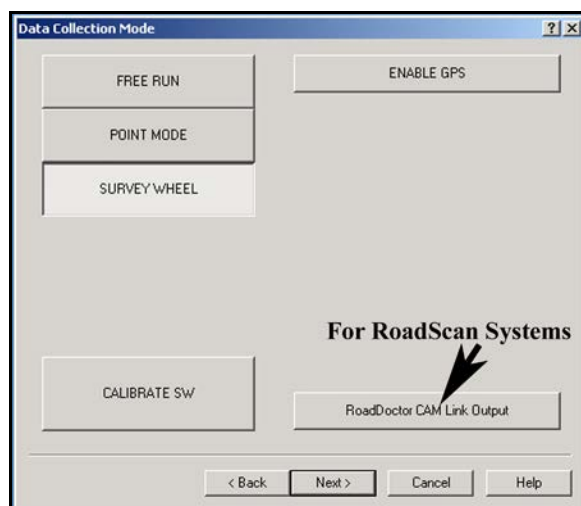 Data Collection Mode
FREE RUN
ENABLE GPS
POINT MODE
SURVEY WHEEL
For RoadScan Systems
CALIBRATE SW
RoadDoctor CAM Link Output
< Back
Next >
Cancel
Help